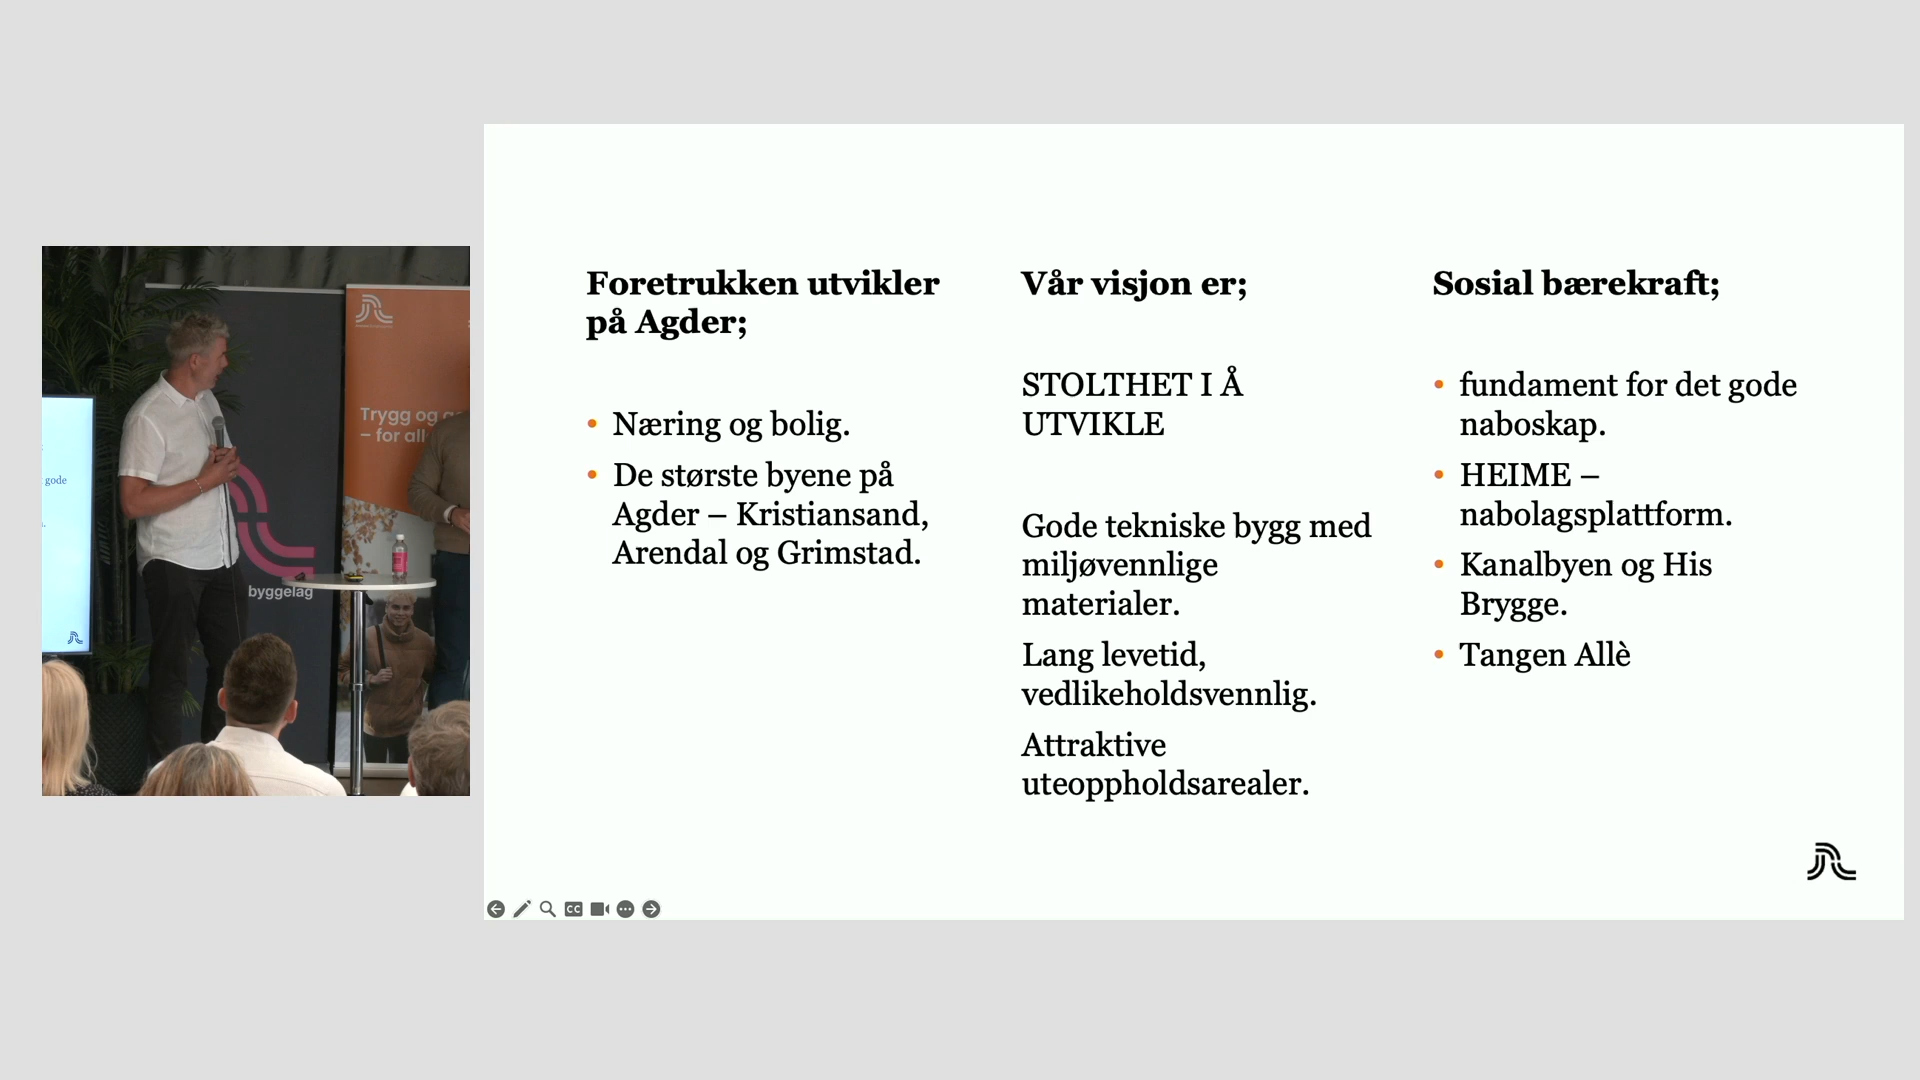 gode
Trygg og
– for all
byggelag
Foretrukken utvikler
på Agder;
• Næring og bolig.
• De største byene på
Agder – Kristiansand,
Arendal og Grimstad.
Vår visjon er;
STOLTHET I Å
UTVIKLE
Gode tekniske bygg med
miljøvennlige
materialer.
Lang levetid,
vedlikeholdsvennlig.
Attraktive
uteoppholdsarealer.
Sosial bærekraft;
• fundament for det gode
naboskap.
• HEIME –
nabolagsplattform.
• Kanalbyen og His
Brygge.
• Tangen Allè
CC